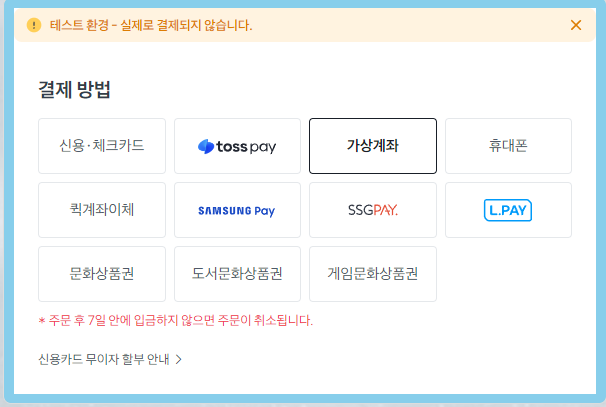 테스트 환경 - 실제로 결제되지 않습니다.
결제 방법
신용·체크카드
toss pay
가상계좌
휴대폰
퀵계좌이체
SAMSUNG Pay
SSGPAY.
L.PAY
문화상품권
도서문화상품권
게임문화상품권
* 주문 후 7일 안에 입금하지 않으면 주문이 취소됩니다.
신용카드 무이자 할부 안내 >